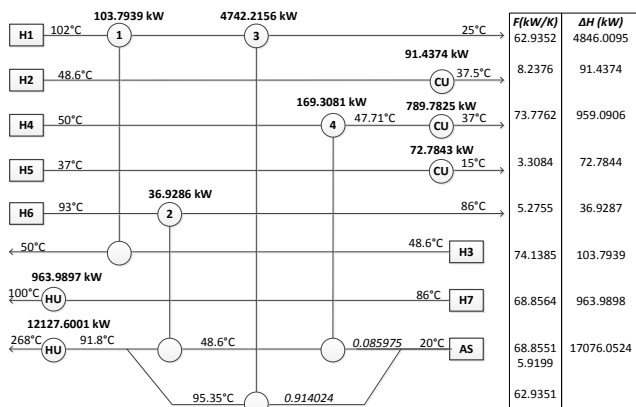 103.7939 kW 4742.2156 kW F(kW/K) ΔH (kW)
H1 102°C 1 3 25°C 62.9352 4846.0095
91.4374 kW
H2 48.6°C CU 37.5°C 8.2376 91.4374
169.3081 kW 789.7825 kW
H4 50°C 4 47.71°C CU 37°C 73.7762 959.0906
72.7843 kW
H5 37°C CU 15°C 3.3084 72.7844
36.9286 kW
H6 93°C 2 86°C 5.2755 36.9287
50°C 48.6°C H3 74.1385 103.7939
963.9897 kW
100°C HU 86°C H7 68.8564 963.9898
12127.6001 kW
268°C HU 91.8°C 48.6°C 0.085975 20°C AS 68.8551 17076.0524
5.9199
95.35°C 0.914024 62.9351